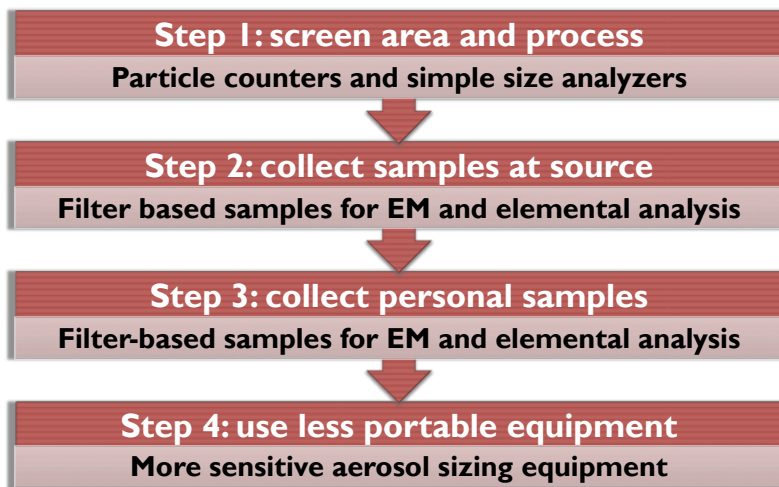 Step 1: screen area and process
Particle counters and simple size analyzers
Step 2: collect samples at source
Filter based samples for EM and elemental analysis
Step 3: collect personal samples
Filter-based samples for EM and elemental analysis
Step 4: use less portable equipment
More sensitive aerosol sizing equipment